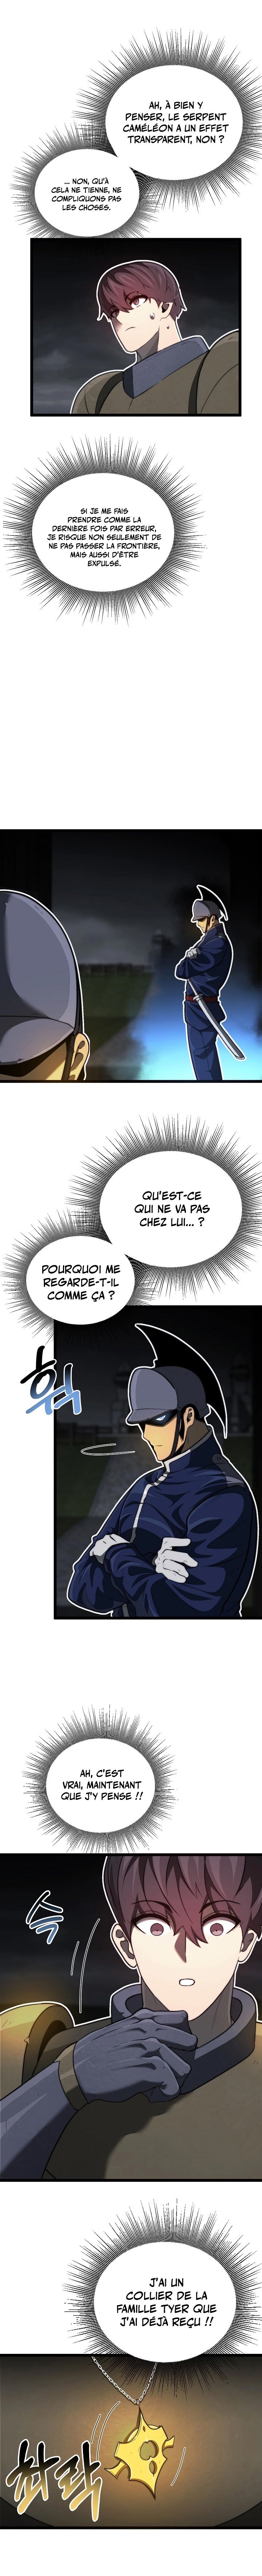 AH, À BIEN Y
PENSER, LE SERPENT
CAMÉLÉON A UN EFFET
TRANSPARENT, NON ?
... NON, QU'À
CELA NE TIENNE, NE
COMPLIQUONS PAS
LES CHOSES.
SI JE ME FAIS
PRENDRE COMME LA
DERNIÈRE FOIS PAR ERREUR,
JE RISQUE NON SEULEMENT DE
NE PAS PASSER LA FRONTIÈRE,
MAIS AUSSI D'ÊTRE
EXPULSÉ.
QU'EST-CE
QUI NE VA PAS
CHEZ LUI... ?
POURQUOI ME
REGARDE-T-IL
COMME ÇA ?
휙
AH, C'EST
VRAI, MAINTENANT
QUE J'Y PENSE !!
슥
J'AI UN
COLLIER DE LA
FAMILLE TYER QUE
J'AI DÉJÀ REÇU !!
차락